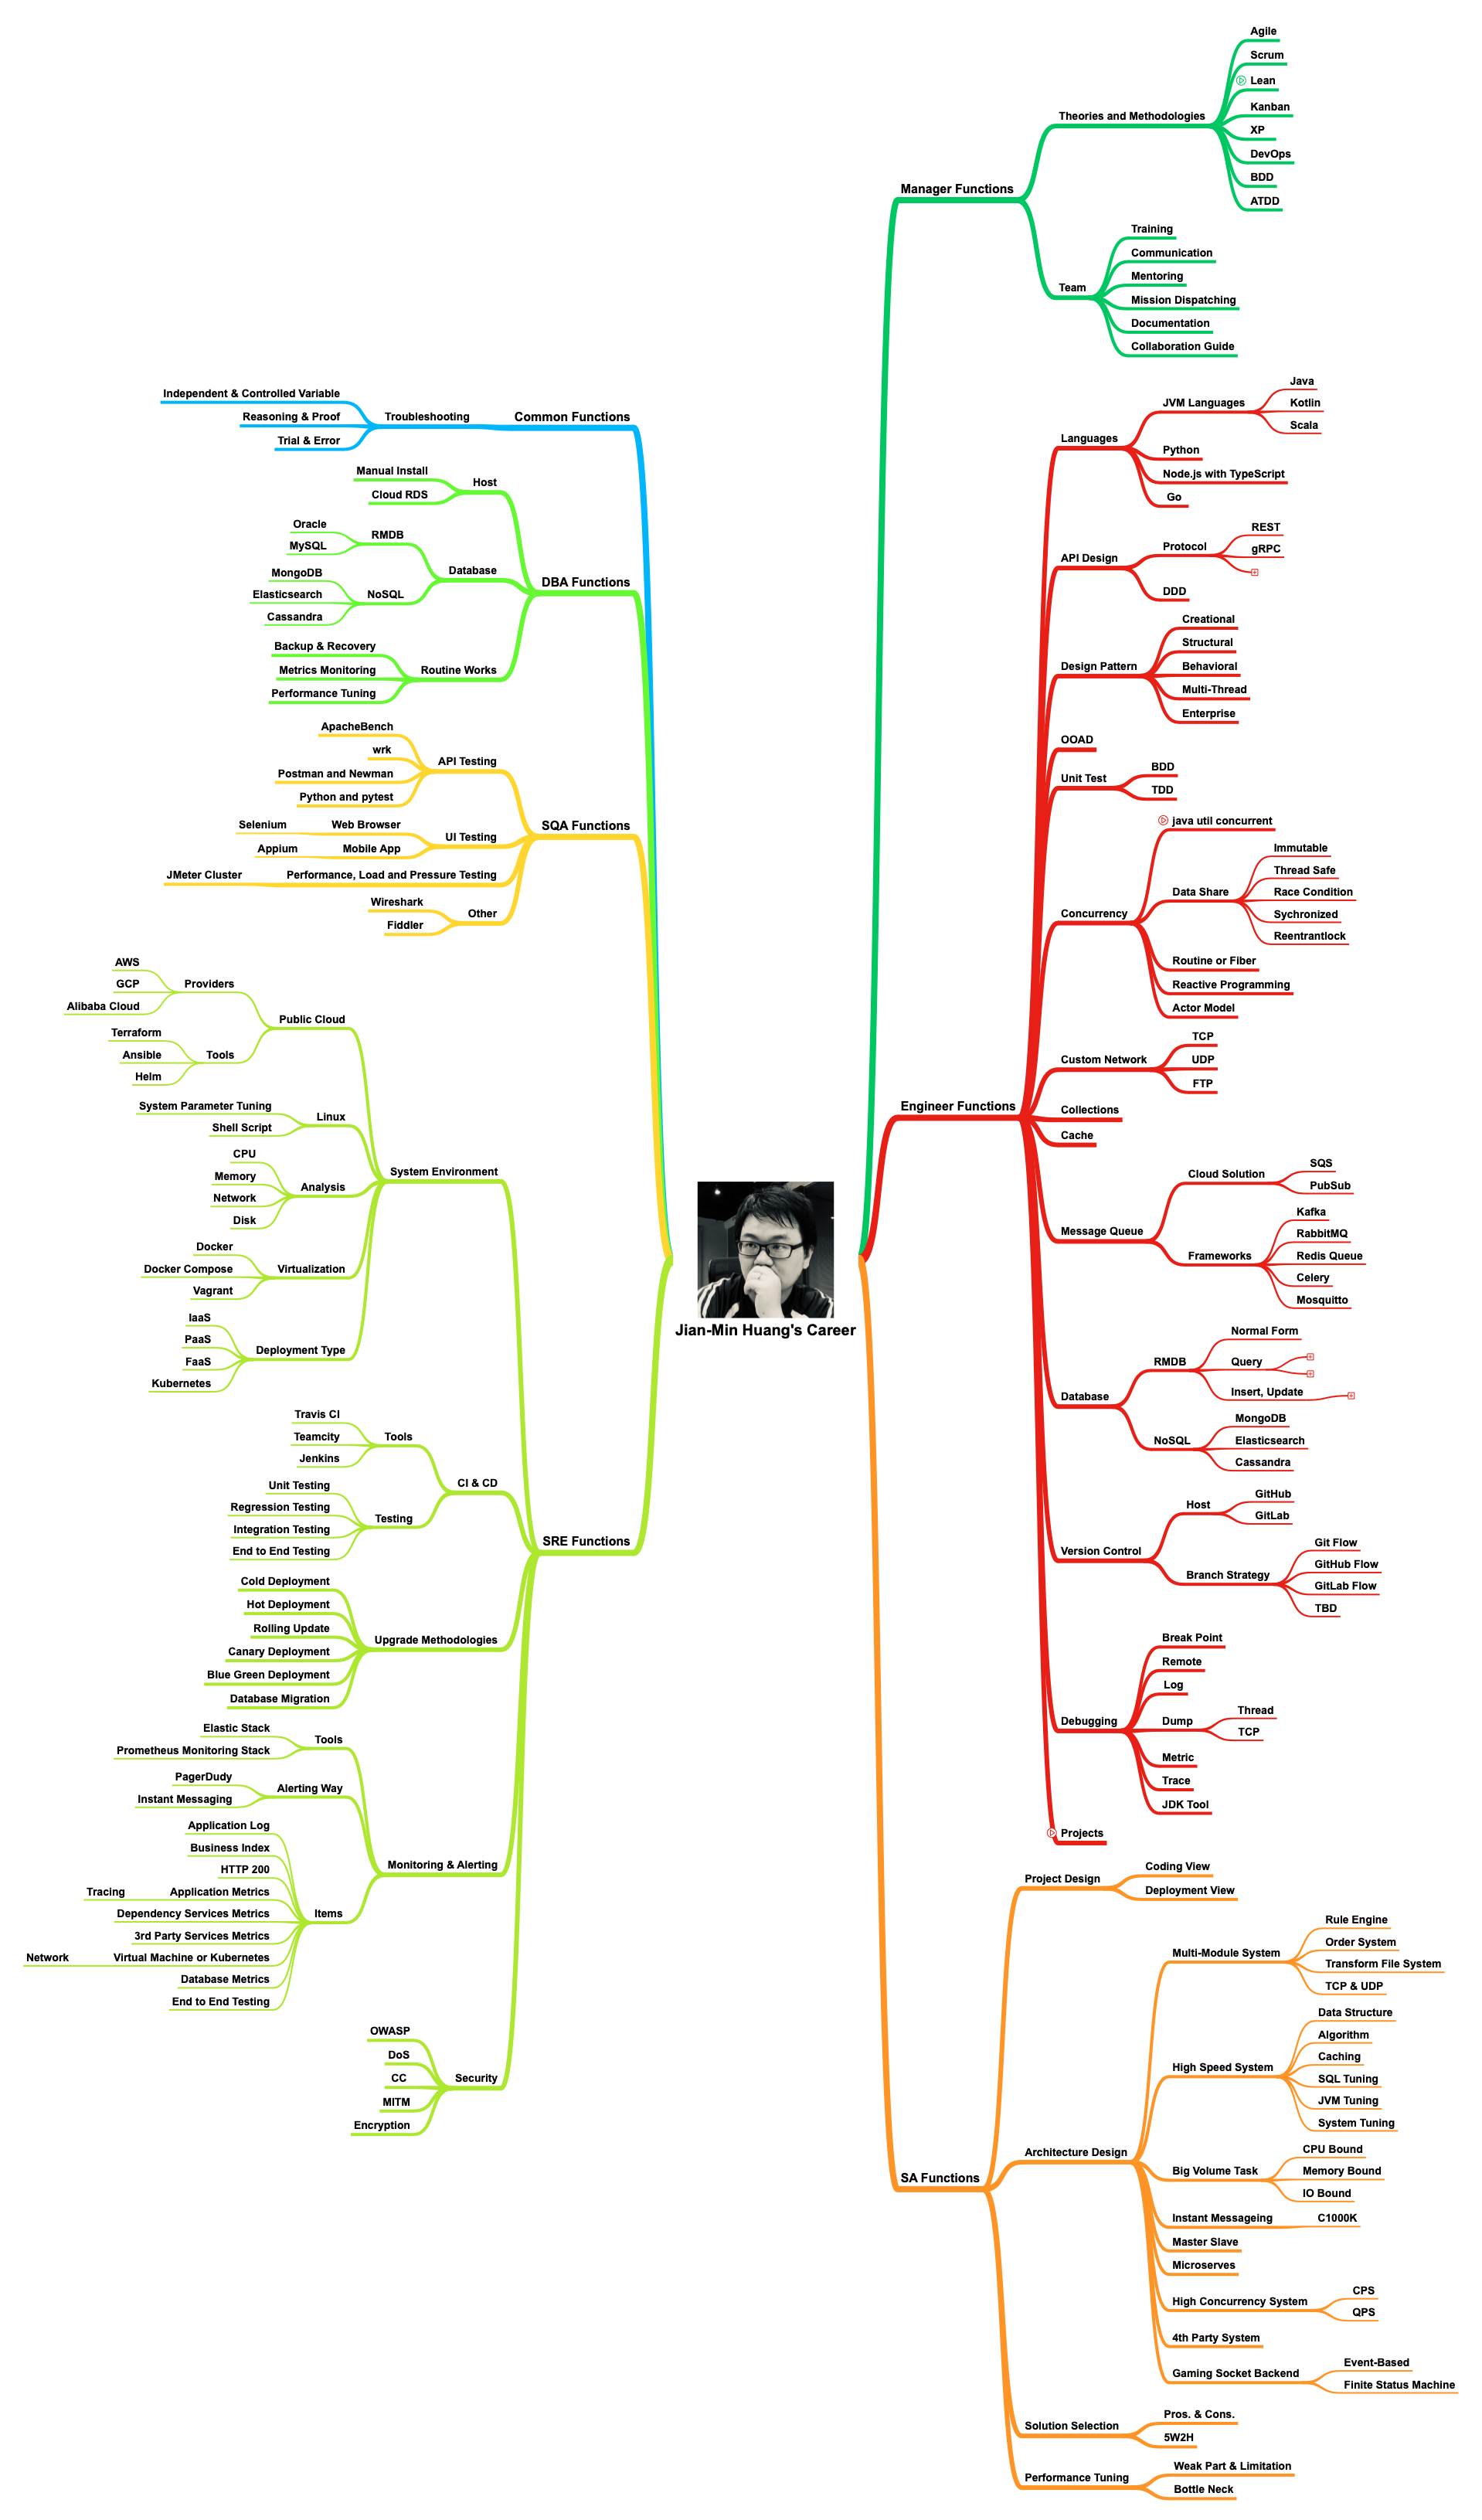 Jian-Min Huang's Career
Manager Functions
Theories and Methodologies
Agile
Scrum
Lean
Kanban
XP
DevOps
BDD
ATDD
Team
Training
Communication
Mentoring
Mission Dispatching
Documentation
Collaboration Guide
Engineer Functions
Languages
JVM Languages
Java
Kotlin
Scala
Python
Node.js with TypeScript
Go
API Design
Protocol
REST
gRPC
DDD
Design Pattern
Creational
Structural
Behavioral
Multi-Thread
Enterprise
OOAD
Unit Test
BDD
TDD
Concurrency
java util concurrent
Data Share
Immutable
Thread Safe
Race Condition
Sychronized
Reentrantlock
Routine or Fiber
Reactive Programming
Actor Model
Custom Network
TCP
UDP
FTP
Collections
Cache
Message Queue
Cloud Solution
SQS
PubSub
Frameworks
Kafka
RabbitMQ
Redis Queue
Celery
Mosquitto
Database
RMDB
Normal Form
Query
Insert, Update
NoSQL
MongoDB
Elasticsearch
Cassandra
Version Control
Host
GitHub
GitLab
Branch Strategy
Git Flow
GitHub Flow
GitLab Flow
TBD
Debugging
Break Point
Remote
Log
Dump
Thread
TCP
Metric
Trace
JDK Tool
Projects
SA Functions
Project Design
Coding View
Deployment View
Architecture Design
Multi-Module System
Rule Engine
Order System
Transform File System
TCP & UDP
High Speed System
Data Structure
Algorithm
Caching
SQL Tuning
JVM Tuning
System Tuning
Big Volume Task
CPU Bound
Memory Bound
IO Bound
Instant Messageing
C1000K
Master Slave
Microserves
High Concurrency System
CPS
QPS
4th Party System
Gaming Socket Backend
Event-Based
Finite Status Machine
Solution Selection
Pros. & Cons.
5W2H
Performance Tuning
Weak Part & Limitation
Bottle Neck
Common Functions
Troubleshooting
Independent & Controlled Variable
Reasoning & Proof
Trial & Error
DBA Functions
Host
Manual Install
Cloud RDS
Database
RMDB
Oracle
MySQL
NoSQL
MongoDB
Elasticsearch
Cassandra
Routine Works
Backup & Recovery
Metrics Monitoring
Performance Tuning
SQA Functions
API Testing
ApacheBench
wrk
Postman and Newman
Python and pytest
UI Testing
Web Browser
Selenium
Mobile App
Appium
Performance, Load and Pressure Testing
JMeter Cluster
Other
Wireshark
Fiddler
SRE Functions
System Environment
Public Cloud
Providers
AWS
GCP
Alibaba Cloud
Tools
Terraform
Ansible
Helm
Linux
System Parameter Tuning
Shell Script
Analysis
CPU
Memory
Network
Disk
Virtualization
Docker
Docker Compose
Vagrant
Deployment Type
IaaS
PaaS
FaaS
Kubernetes
CI & CD
Tools
Travis CI
Teamcity
Jenkins
Testing
Unit Testing
Regression Testing
Integration Testing
End to End Testing
Upgrade Methodologies
Cold Deployment
Hot Deployment
Rolling Update
Canary Deployment
Blue Green Deployment
Database Migration
Monitoring & Alerting
Tools
Elastic Stack
Prometheus Monitoring Stack
Alerting Way
PagerDudy
Instant Messaging
Items
Application Log
Business Index
HTTP 200
Application Metrics
Tracing
Dependency Services Metrics
3rd Party Services Metrics
Virtual Machine or Kubernetes
Network
Database Metrics
End to End Testing
Security
OWASP
DoS
CC
MITM
Encryption